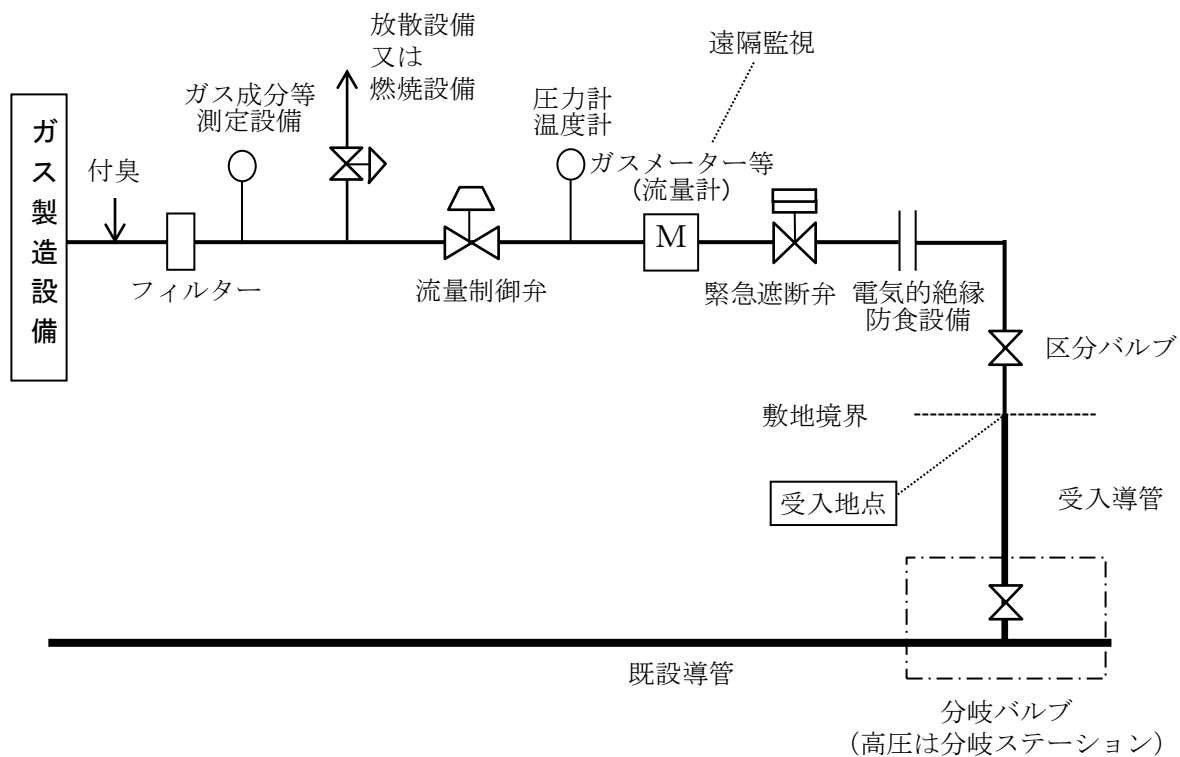 放散設備
又は
燃焼設備
遠隔監視
ガス成分等
測定設備
圧力計
温度計
ガス製造設備
付臭
ガスメーター等
(流量計)
M
フィルター
流量制御弁
緊急遮断弁
電気的絶縁
防食設備
区分バルブ
敷地境界
受入地点
受入導管
既設導管
分岐バルブ
(高圧は分岐ステーション)